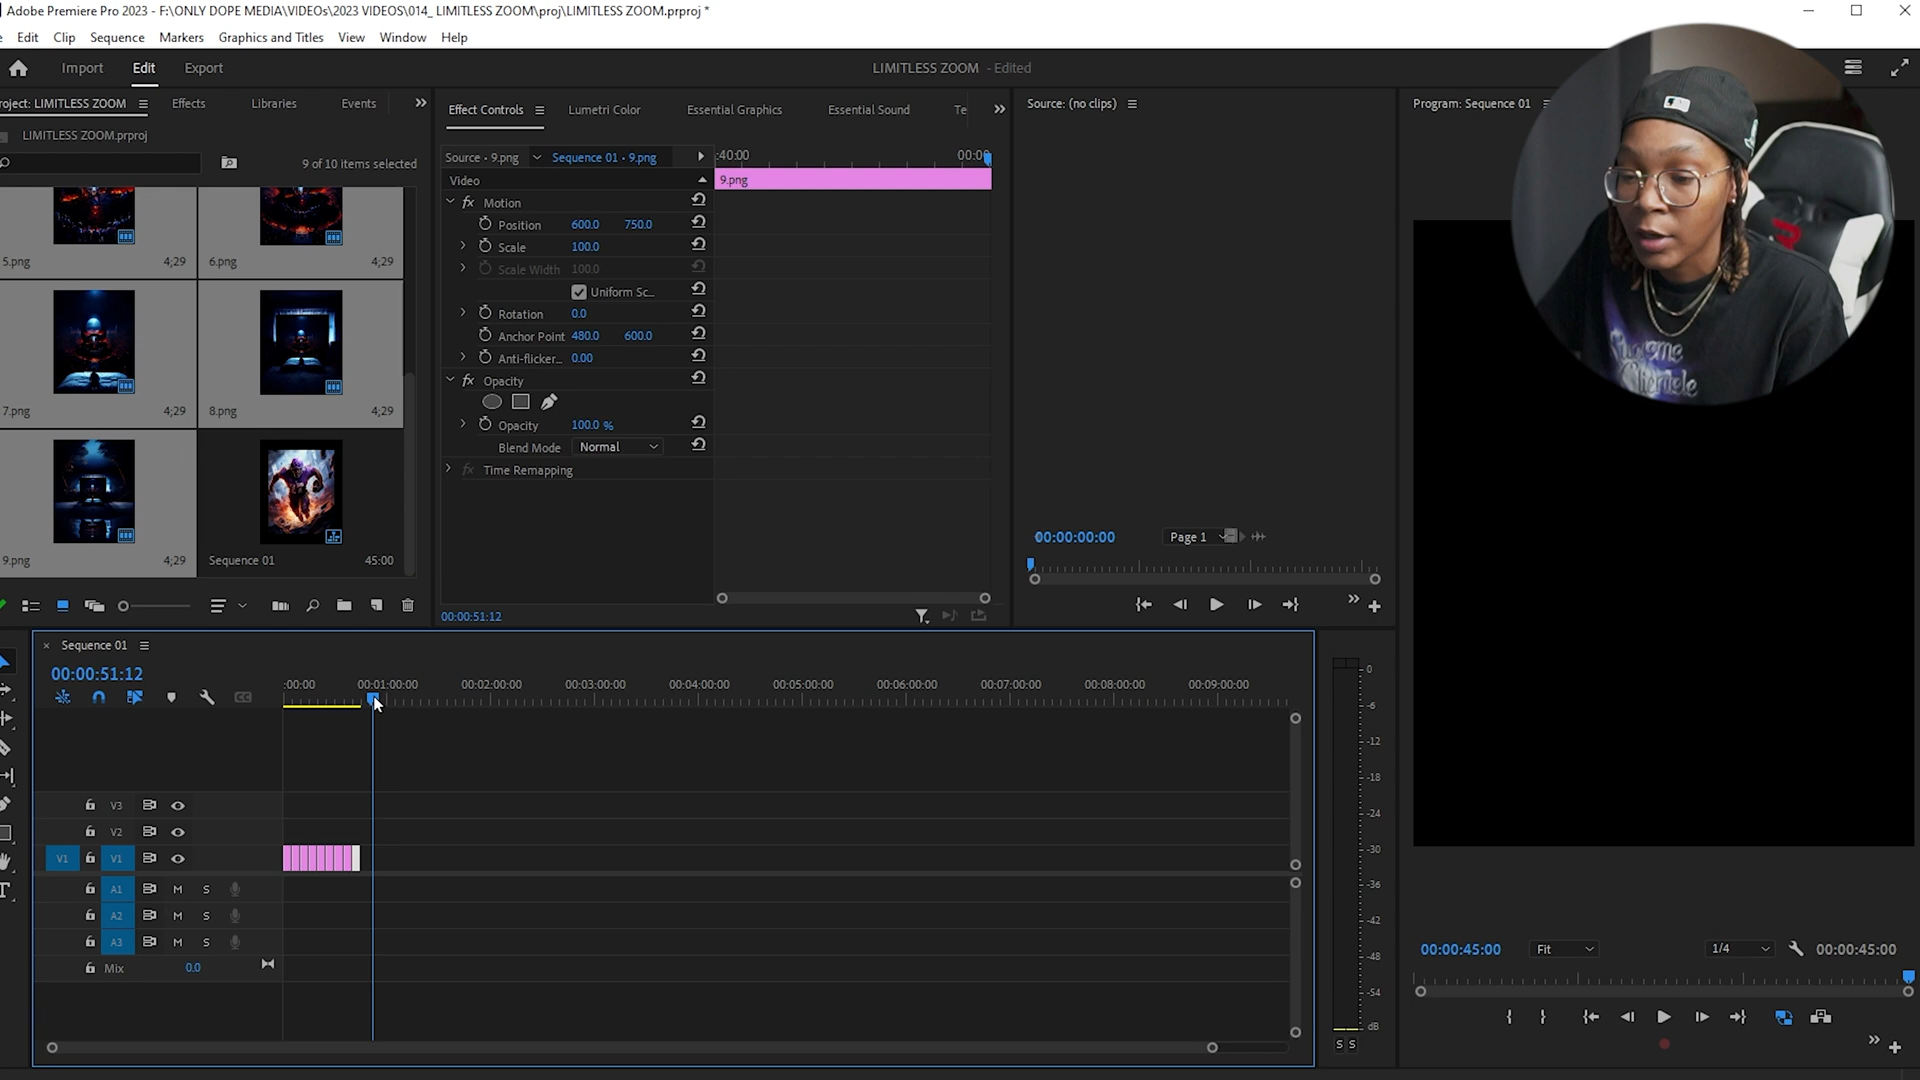 Adobe Premiere Pro 2023 - F:\ONLY DOPE MEDIA\VIDEOs\2023 VIDEOS\014_ LIMITLESS ZOOM\proj\LIMITLESS ZOOM.prproj *
Edit Clip Sequence Markers Graphics and Titles View Window Help
Import Edit Export LIMITLESS ZOOM - Edited
roject: LIMITLESS ZOOM Effects Libraries Events
LIMITLESS ZOOM.prproj
9 of 10 items selected
5.png 4;29 6.png 4;29
7.png 4;29 8.png 4;29
9.png 4;29 Sequence 01 45:00
Effect Controls Lumetri Color Essential Graphics Essential Sound Te
Source • 9.png Sequence 01 • 9.png :40:00 00:00
Video 9.png
fx Motion
Position 600.0 750.0
Scale 100.0
Scale Width 100.0
Uniform Sc...
Rotation 0.0
Anchor Point 480.0 600.0
Anti-flicker... 0.00
fx Opacity
Opacity 100.0 %
Blend Mode Normal
fx Time Remapping
00:00:51:12
Source: (no clips)
00:00:00:00 Page 1
Program: Sequence 01
Supreme
Clientele
00:00:45:00 Fit 1/4 00:00:45:00
Sequence 01
00:00:51:12
:00:00 00:01:00:00 00:02:00:00 00:03:00:00 00:04:00:00 00:05:00:00 00:06:00:00 00:07:00:00 00:08:00:00 00:09:00:00
CC
V3
V2
V1 V1
A1 M S
A2 M S
A3 M S
Mix 0.0
0
-6
-12
-18
-24
-30
-36
-42
-48
-54
dB
S S